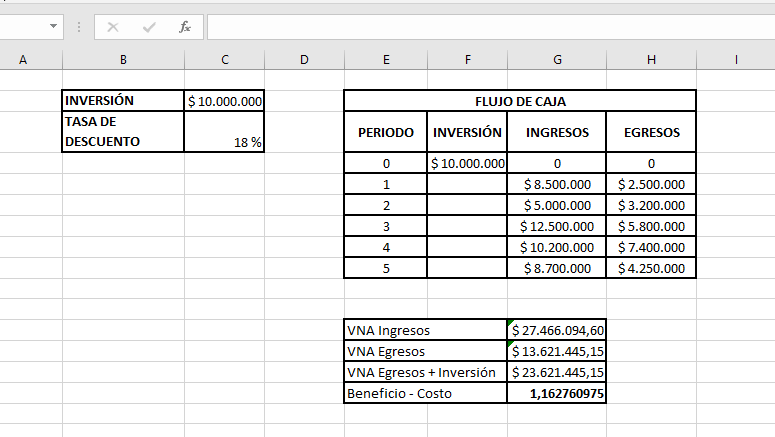 fx
A B C D E F G H I
INVERSIÓN $ 10.000.000
TASA DE
DESCUENTO 18 %
FLUJO DE CAJA
PERIODO INVERSIÓN INGRESOS EGRESOS
0 $ 10.000.000 0 0
1 $ 8.500.000 $ 2.500.000
2 $ 5.000.000 $ 3.200.000
3 $ 12.500.000 $ 5.800.000
4 $ 10.200.000 $ 7.400.000
5 $ 8.700.000 $ 4.250.000
VNA Ingresos $ 27.466.094,60
VNA Egresos $ 13.621.445,15
VNA Egresos + Inversión $ 23.621.445,15
Beneficio - Costo 1,162760975